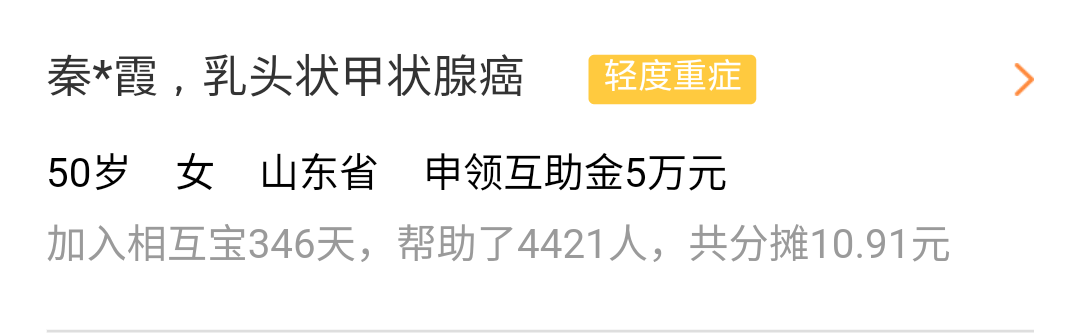 秦*霞，乳头状甲状腺癌 轻度重症
50岁 女 山东省 申领互助金5万元
加入相互宝346天，帮助了4421人，共分摊10.91元